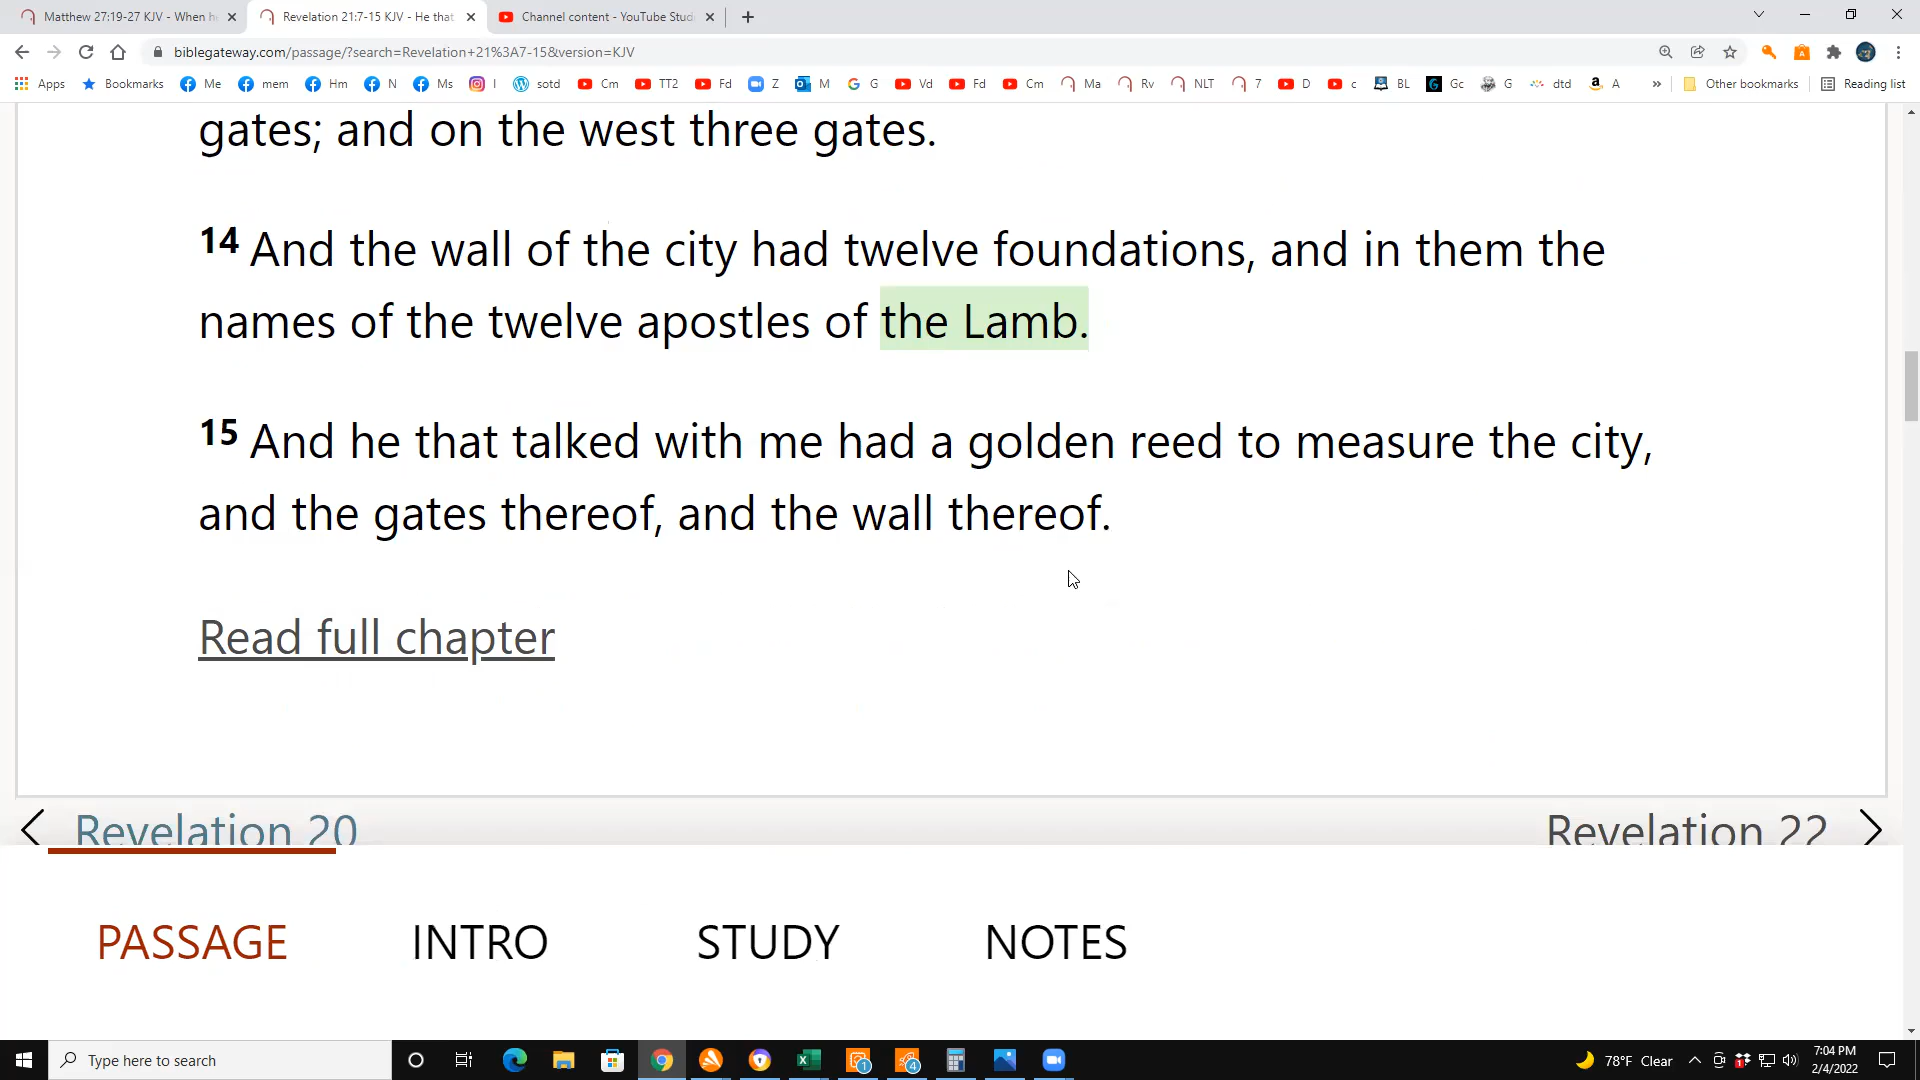 Matthew 27:19-27 KJV - When h
Revelation 21:7-15 KJV - He that
Channel content - YouTube Stud
biblegateway.com/passage/?search=Revelation+21%3A7-15&version=KJV
Apps Bookmarks Me mem Hm N Ms I sotd Cm TT2 Fd Z M G Vd Fd Cm Ma Rv NLT 7 D c BL Gc G dtd A » Other bookmarks Reading list
gates; and on the west three gates.
14 And the wall of the city had twelve foundations, and in them the
names of the twelve apostles of the Lamb.
15 And he that talked with me had a golden reed to measure the city,
and the gates thereof, and the wall thereof.
Read full chapter
Revelation 20
Revelation 22
PASSAGE INTRO STUDY NOTES
Type here to search
1
4
78°F Clear
7:04 PM
2/4/2022